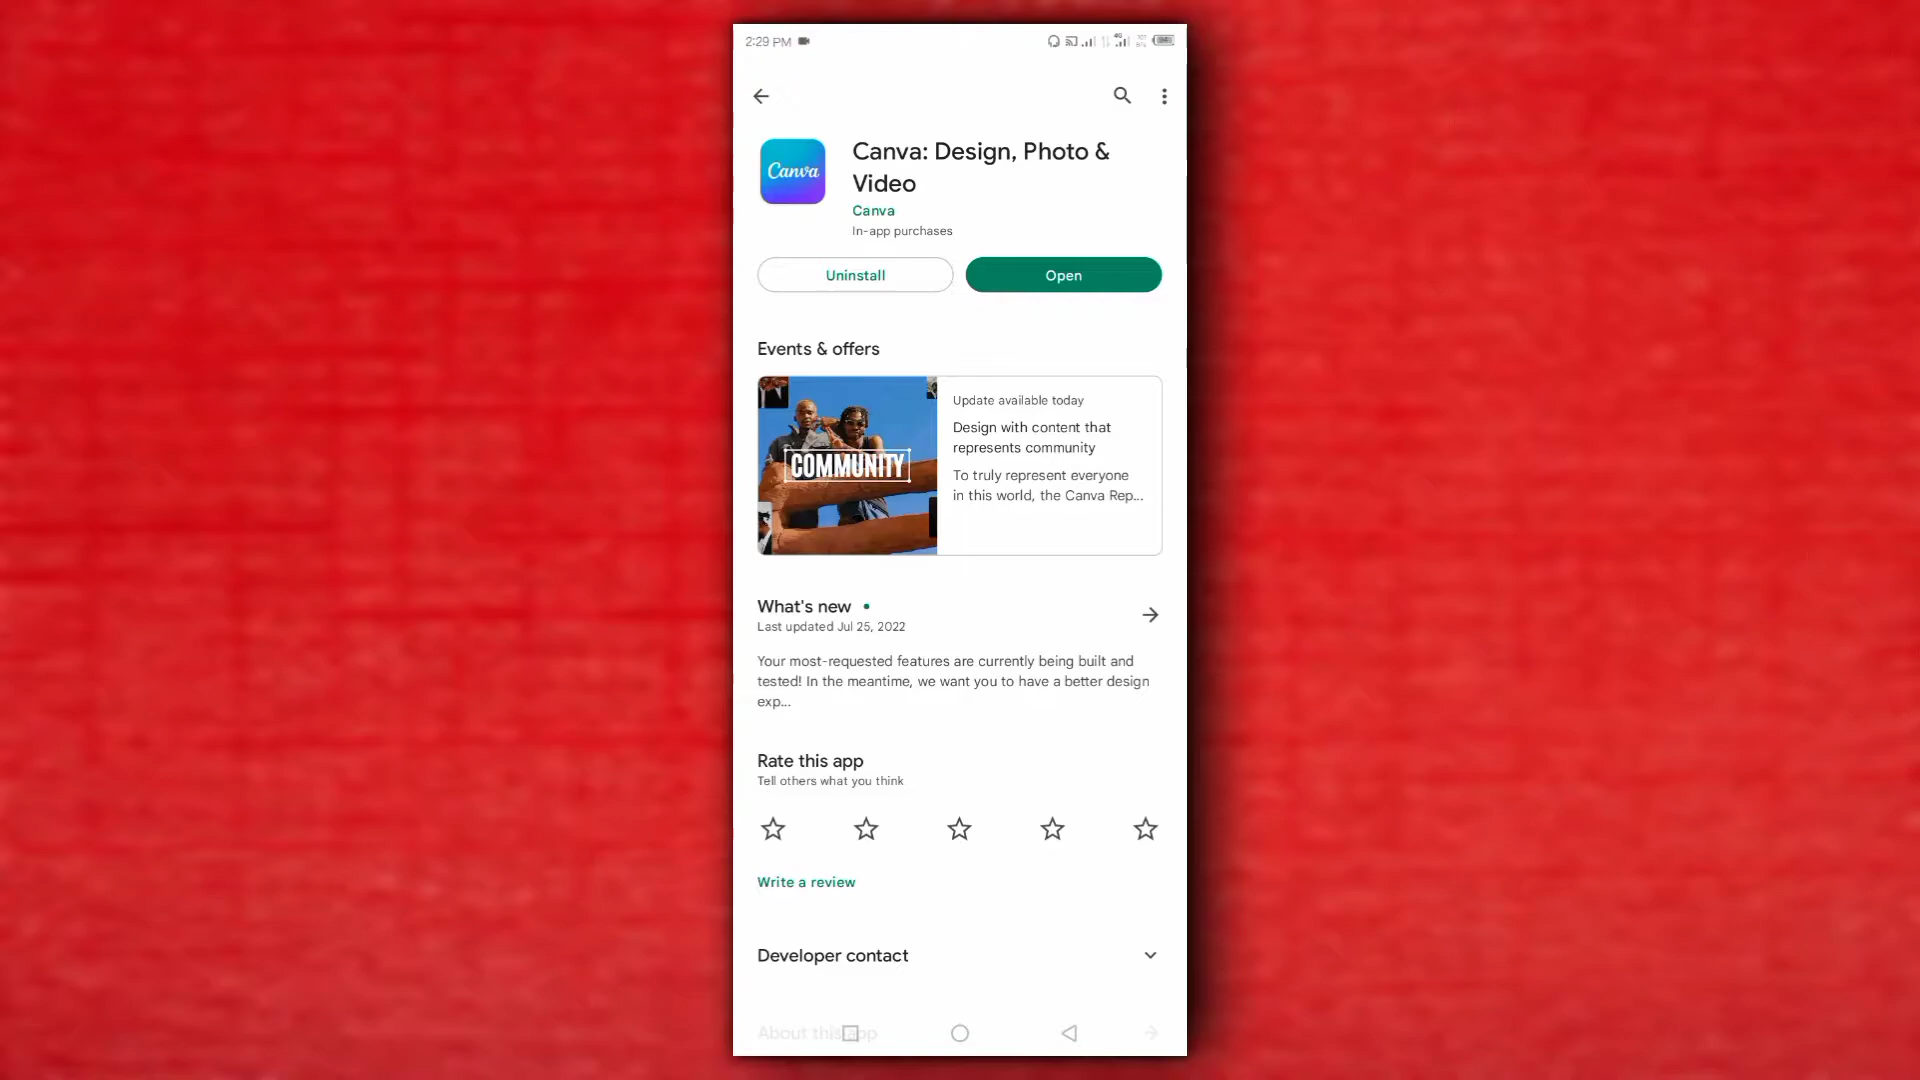 2:29 PM
Canva
Canva: Design, Photo &
Video
Canva
In-app purchases
Uninstall
Open
Events & offers
COMMUNITY
Update available today
Design with content that
represents community
To truly represent everyone
in this world, the Canva Rep...
What's new
Last updated Jul 25, 2022
Your most-requested features are currently being built and
tested! In the meantime, we want you to have a better design
exp...
Rate this app
Tell others what you think
Write a review
Developer contact
About this app